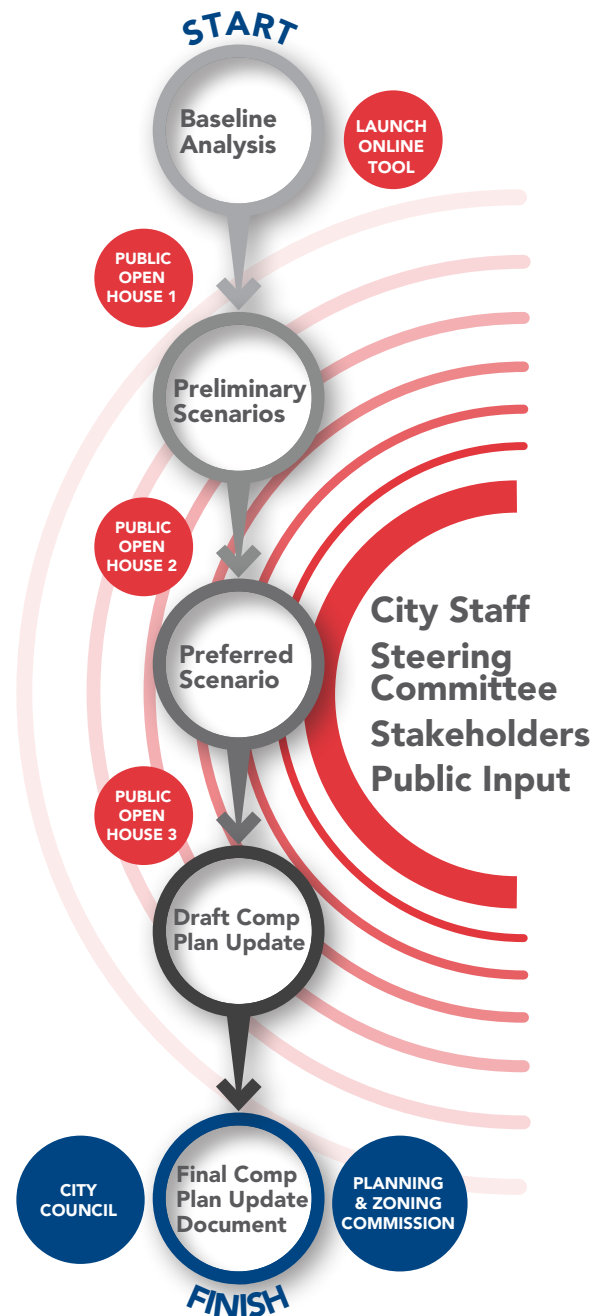 START
Baseline
Analysis
LAUNCH
ONLINE
TOOL
PUBLIC
OPEN
HOUSE 1
Preliminary
Scenarios
PUBLIC
OPEN
HOUSE 2
Preferred
Scenario
City Staff
Steering
Committee
Stakeholders
Public Input
PUBLIC
OPEN
HOUSE 3
Draft Comp
Plan Update
CITY
COUNCIL
Final Comp
Plan Update
Document
PLANNING
& ZONING
COMMISSION
FINISH